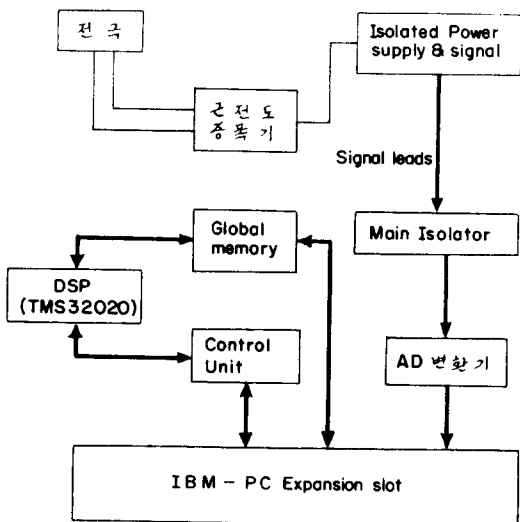 전 극
Isolated Power
supply & signal
근 전 도
증 폭 기
Signal leads
Global
memory
Main Isolator
DSP
(TMS32020)
Control
Unit
AD 변환기
IBM - PC Expansion slot